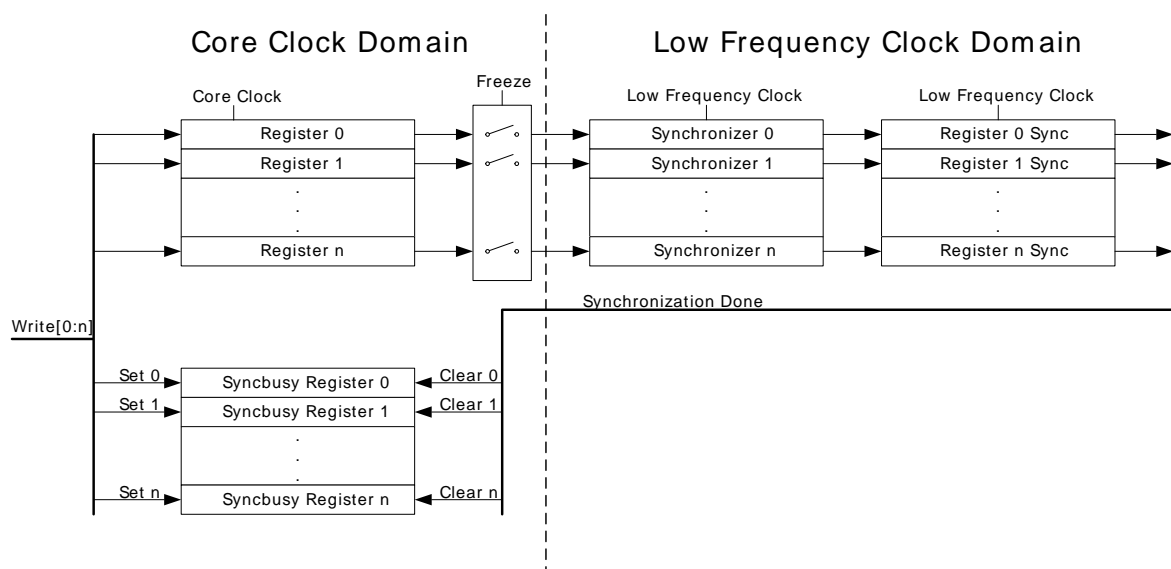 Core Clock Domain
Low Frequency Clock Domain
Freeze
Core Clock
Low Frequency Clock
Low Frequency Clock
Register 0
Synchronizer 0
Register 0 Sync
Register 1
Synchronizer 1
Register 1 Sync
.
.
.
.
.
.
.
.
.
Register n
Synchronizer n
Register n Sync
Synchronization Done
Write[0:n]
Set 0
Syncbusy Register 0
Clear 0
Set 1
Syncbusy Register 1
Clear 1
.
.
.
Set n
Syncbusy Register n
Clear n